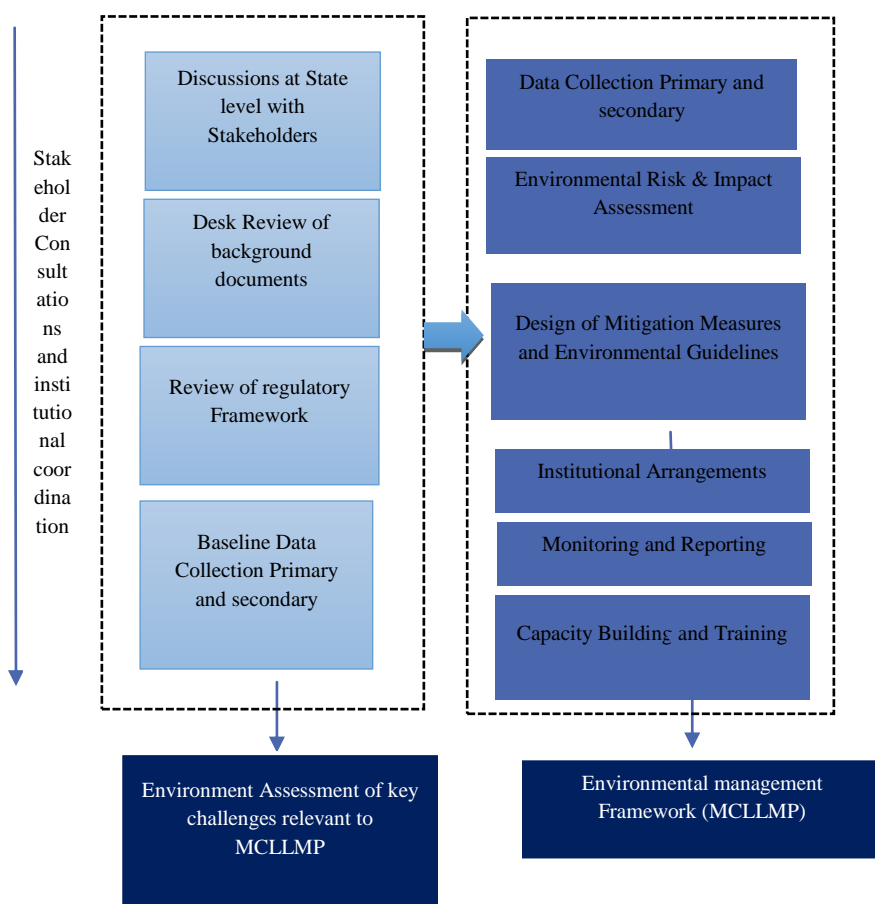 Stak
ehol
der
Con
sult
atio
ns
and
insti
tutio
nal
coor
dina
tion
Discussions at State
level with
Stakeholders
Desk Review of
background
documents
Review of regulatory
Framework
Baseline Data
Collection Primary
and secondary
Environment Assessment of key
challenges relevant to
MCLLMP
Data Collection Primary and
secondary
Environmental Risk & Impact
Assessment
Design of Mitigation Measures
and Environmental Guidelines
Institutional Arrangements
Monitoring and Reporting
Capacity Building and Training
Environmental management
Framework (MCLLMP)